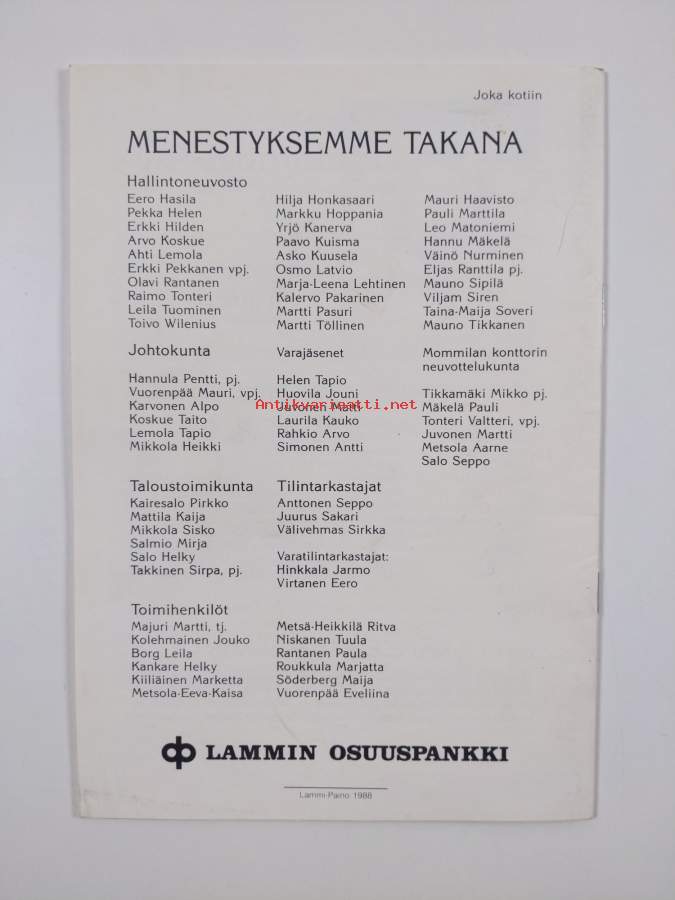 Joka kotiin
MENESTYKSEMME TAKANA
Hallintoneuvosto
Eero Hasila
Pekka Helen
Erkki Hilden
Arvo Koskue
Ahti Lemola
Erkki Pekkanen vpj.
Olavi Rantanen
Raimo Tonteri
Leila Tuominen
Toivo Wilenius
Hilja Honkasaari
Markku Hoppania
Yrjö Kanerva
Paavo Kuisma
Asko Kuusela
Osmo Latvio
Marja-Leena Lehtinen
Kalervo Pakarinen
Martti Pasuri
Martti Töllinen
Mauri Haavisto
Pauli Marttila
Leo Matoniemi
Hannu Mäkelä
Väinö Nurminen
Eljas Ranttila pj.
Mauno Sipilä
Viljam Siren
Taina-Maija Soveri
Mauno Tikkanen
Johtokunta
Hannula Pentti, pj.
Vuorenpää Mauri, vpj.
Karvonen Alpo
Koskue Taito
Lemola Tapio
Mikkola Heikki
Varajäsenet
Helen Tapio
Huovila Jouni
Juvonen Matti
Laurila Kauko
Rahkio Arvo
Simonen Antti
Mommilan konttorin
neuvottelukunta
Tikkamäki Mikko pj.
Mäkelä Pauli
Tonteri Valtteri, vpj.
Juvonen Martti
Metsola Aarne
Salo Seppo
Antikvariaatti.net
Taloustoimikunta
Kairesalo Pirkko
Mattila Kaija
Mikkola Sisko
Salmio Mirja
Salo Helky
Takkinen Sirpa, pj.
Tilintarkastajat
Anttonen Seppo
Juurus Sakari
Välivehmas Sirkka
Varatilintarkastajat:
Hinkkala Jarmo
Virtanen Eero
Toimihenkilöt
Majuri Martti, tj.
Kolehmainen Jouko
Borg Leila
Kankare Helky
Kiiliäinen Marketta
Metsola-Eeva-Kaisa
Metsä-Heikkilä Ritva
Niskanen Tuula
Rantanen Paula
Roukkula Marjatta
Söderberg Maija
Vuorenpää Eveliina
LAMMIN OSUUSPANKKI
Lammi-Paino 1988